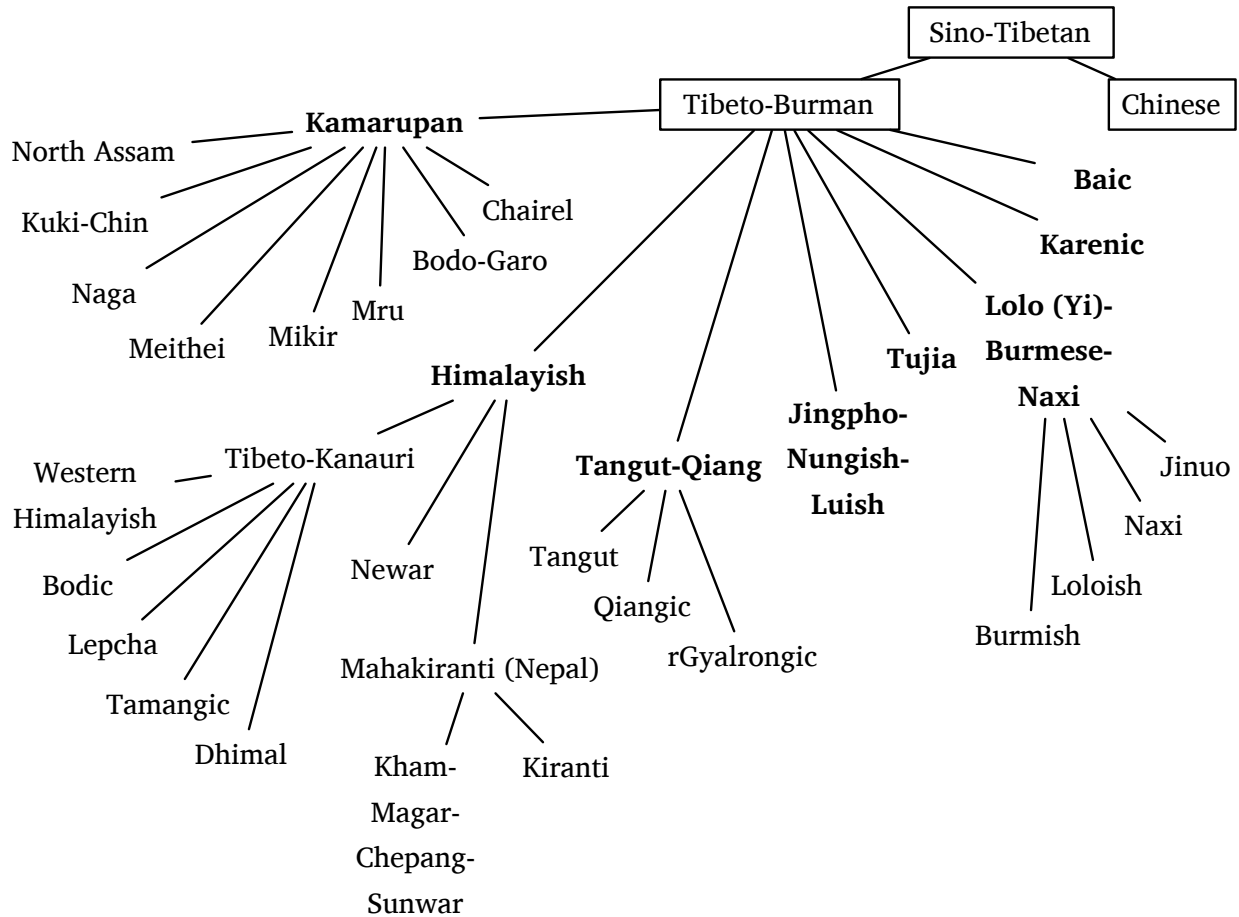 Sino-Tibetan
Tibeto-Burman
Chinese
Kamarupan
North Assam
Kuki-Chin
Naga
Meithei
Mikir
Mru
Bodo-Garo
Chairel
Baic
Karenic
Lolo (Yi)-
Burmese-
Naxi
Tujia
Himalayish
Jingpho-
Nungish-
Luish
Tangut-Qiang
Tibeto-Kanauri
Western
Himalayish
Bodic
Lepcha
Tamangic
Dhimal
Newar
Mahakiranti (Nepal)
Kham-
Magar-
Chepang-
Sunwar
Kiranti
Tangut
Qiangic
rGyalrongic
Burmish
Loloish
Naxi
Jinuo